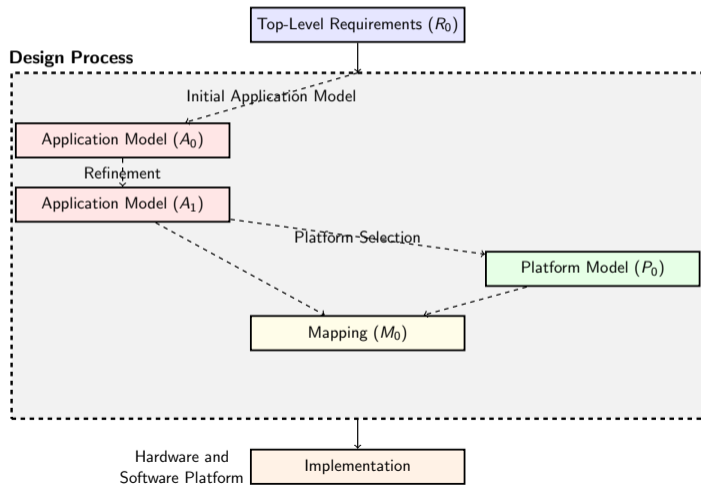 Top-Level Requirements (R₀)
Design Process
Initial Application Model
Application Model (A₀)
Refinement
Application Model (A₁)
Platform Selection
Platform Model (P₀)
Mapping (M₀)
Hardware and
Software Platform
Implementation